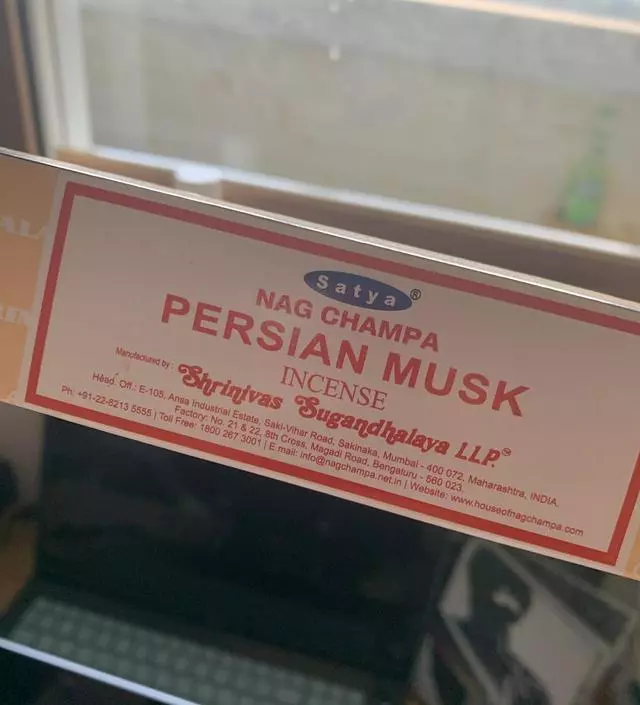 Satya®
NAG CHAMPA
PERSIAN MUSK
INCENSE
Manufactured by :
Shrinivas Sugandhalaya LLP.
Head. Off.: E-105, Ansa Industrial Estate, Saki-Vihar Road, Sakinaka, Mumbai - 400 072, Maharashtra, INDIA.
Factory: No. 21 & 22, 8th Cross, Magadi Road, Bengaluru - 560 023.
Ph: +91-22-6213 5555 | Toll Free: 1800 267 3001 | E mail: info@nagchampa.net.in | Website: www.houseofnagchampa.com